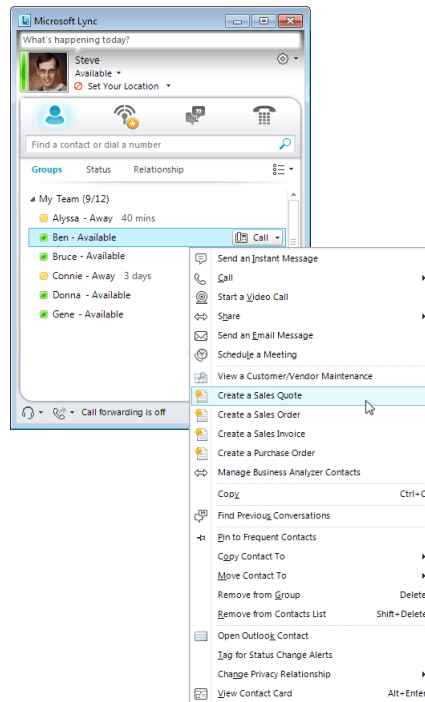 Microsoft Lync
What's happening today?
Steve
Available
Set Your Location
Find a contact or dial a number
Groups Status Relationship
My Team (9/12)
Alyssa - Away 40 mins
Ben - Available Call
Bruce - Available
Connie - Away 3 days
Donna - Available
Gene - Available
Call forwarding is off
Send an Instant Message
Call
Start a Video Call
Share
Send an Email Message
Schedule a Meeting
View a Customer/Vendor Maintenance
Create a Sales Quote
Create a Sales Order
Create a Sales Invoice
Create a Purchase Order
Manage Business Analyzer Contacts
Copy Ctrl+C
Find Previous Conversations
Pin to Frequent Contacts
Copy Contact To
Move Contact To
Remove from Group Delete
Remove from Contacts List Shift+Delete
Open Outlook Contact
Tag for Status Change Alerts
Change Privacy Relationship
View Contact Card Alt+Enter